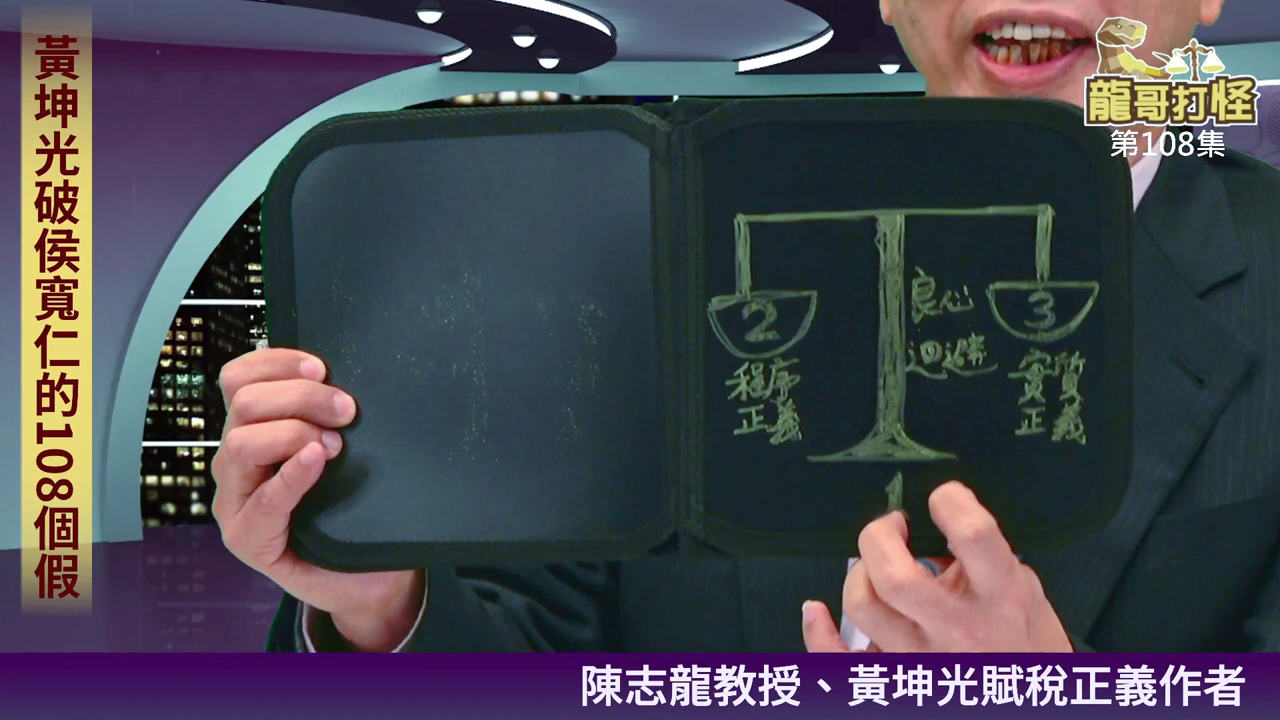 黃坤光破侯寬仁的108個假
龍哥打怪
第108集
良心
迴避
2
3
程序
正義
實質
正義
1
陳志龍教授、黃坤光賦稅正義作者